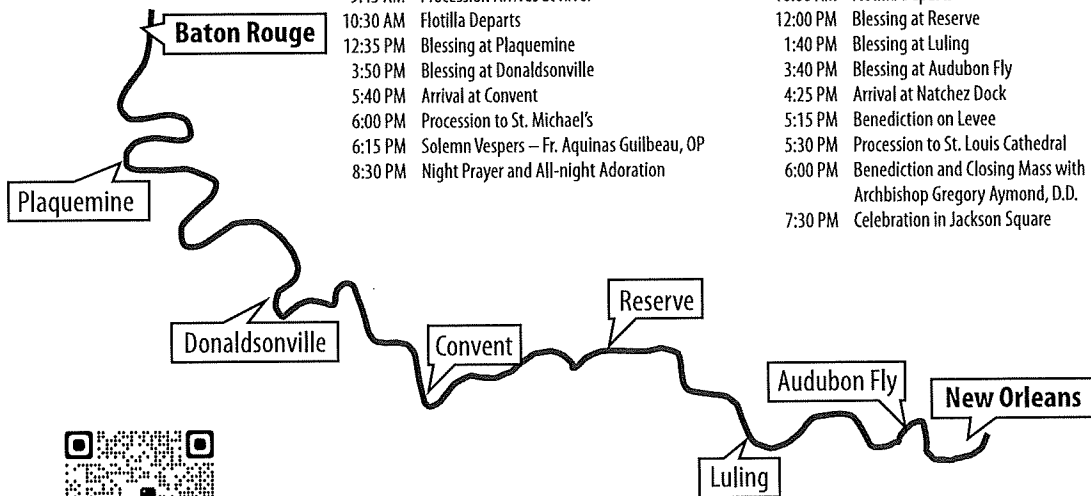 Baton Rouge
10:30 AM Flotilla Departs
12:35 PM Blessing at Plaquemine
3:50 PM Blessing at Donaldsonville
5:40 PM Arrival at Convent
6:00 PM Procession to St. Michael's
6:15 PM Solemn Vespers – Fr. Aquinas Guilbeau, OP
8:30 PM Night Prayer and All-night Adoration
12:00 PM Blessing at Reserve
1:40 PM Blessing at Luling
3:40 PM Blessing at Audubon Fly
4:25 PM Arrival at Natchez Dock
5:15 PM Benediction on Levee
5:30 PM Procession to St. Louis Cathedral
6:00 PM Benediction and Closing Mass with
Archbishop Gregory Aymond, D.D.
7:30 PM Celebration in Jackson Square
Plaquemine
Donaldsonville
Convent
Reserve
Audubon Fly
New Orleans
Luling